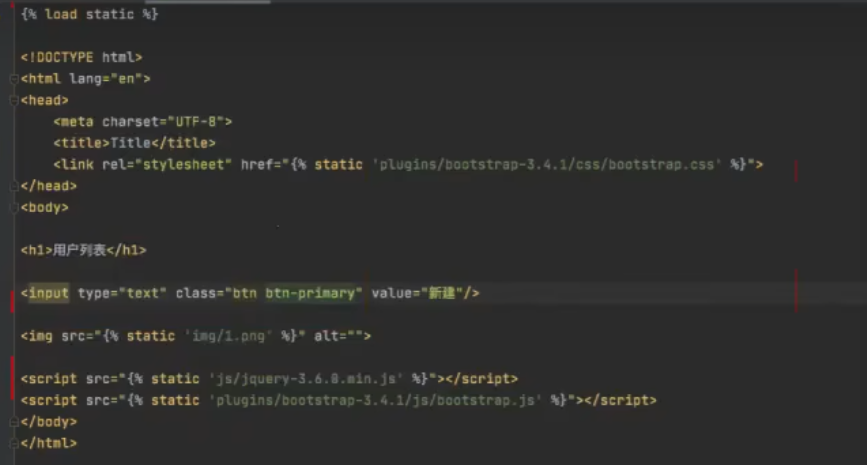 {% load static %}
<!DOCTYPE html>
<html lang="en">
<head>
<meta charset="UTF-8">
<title>Title</title>
<link rel="stylesheet" href="{% static 'plugins/bootstrap-3.4.1/css/bootstrap.css' %}">
</head>
<body>
<h1>用户列表</h1>
<input type="text" class="btn btn-primary" value="新建"/>
<img src="{% static 'img/1.png' %}" alt="">
<script src="{% static 'js/jquery-3.6.0.min.js' %}"></script>
<script src="{% static 'plugins/bootstrap-3.4.1/js/bootstrap.js' %}"></script>
</body>
</html>